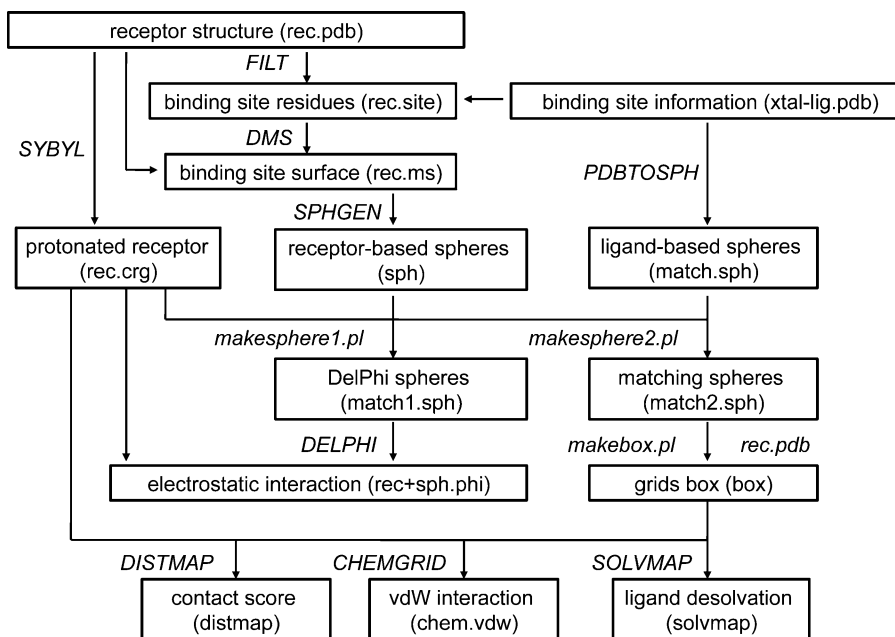 receptor structure (rec.pdb)
FILT
binding site residues (rec.site)
binding site information (xtal-lig.pdb)
DMS
SYBYL
binding site surface (rec.ms)
PDBTOSPH
SPHGEN
protonated receptor
(rec.crg)
receptor-based spheres
(sph)
ligand-based spheres
(match.sph)
makesphere1.pl
makesphere2.pl
DelPhi spheres
(match1.sph)
matching spheres
(match2.sph)
DELPHI
makebox.pl
rec.pdb
electrostatic interaction (rec+sph.phi)
grids box (box)
DISTMAP
CHEMGRID
SOLVMAP
contact score
(distmap)
vdW interaction
(chem.vdw)
ligand desolvation
(solvmap)